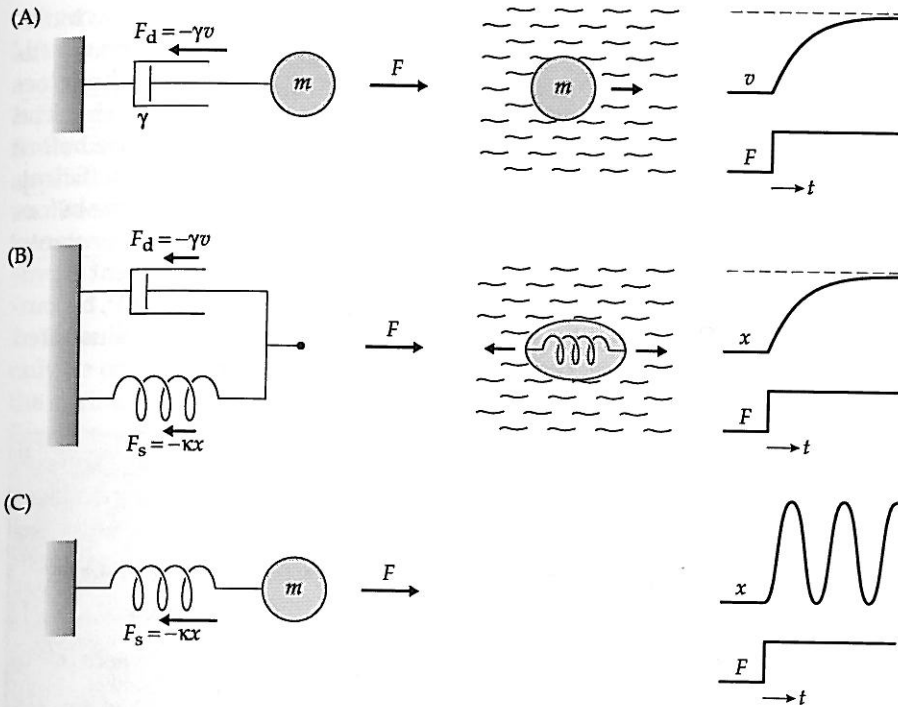 (A)
F_d = −γv
m
γ
F
m
v
F
t
(B)
F_d = −γv
F
F_s = −κx
x
F
t
(C)
m
F
F_s = −κx
x
F
t